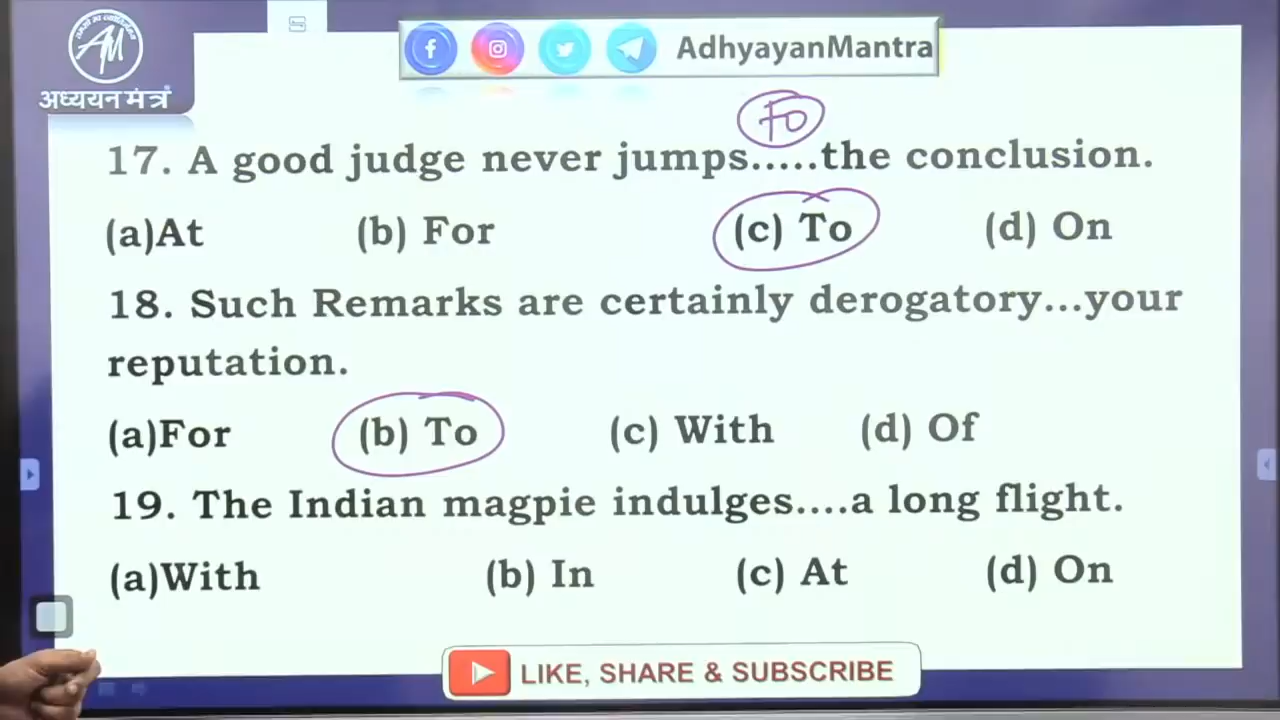 AM
अध्ययन मंत्रं
AdhyayanMantra
To
17. A good judge never jumps.....the conclusion.
(a)At (b) For (c) To (d) On
18. Such Remarks are certainly derogatory...your
reputation.
(a)For (b) To (c) With (d) Of
19. The Indian magpie indulges....a long flight.
(a)With (b) In (c) At (d) On
LIKE, SHARE & SUBSCRIBE